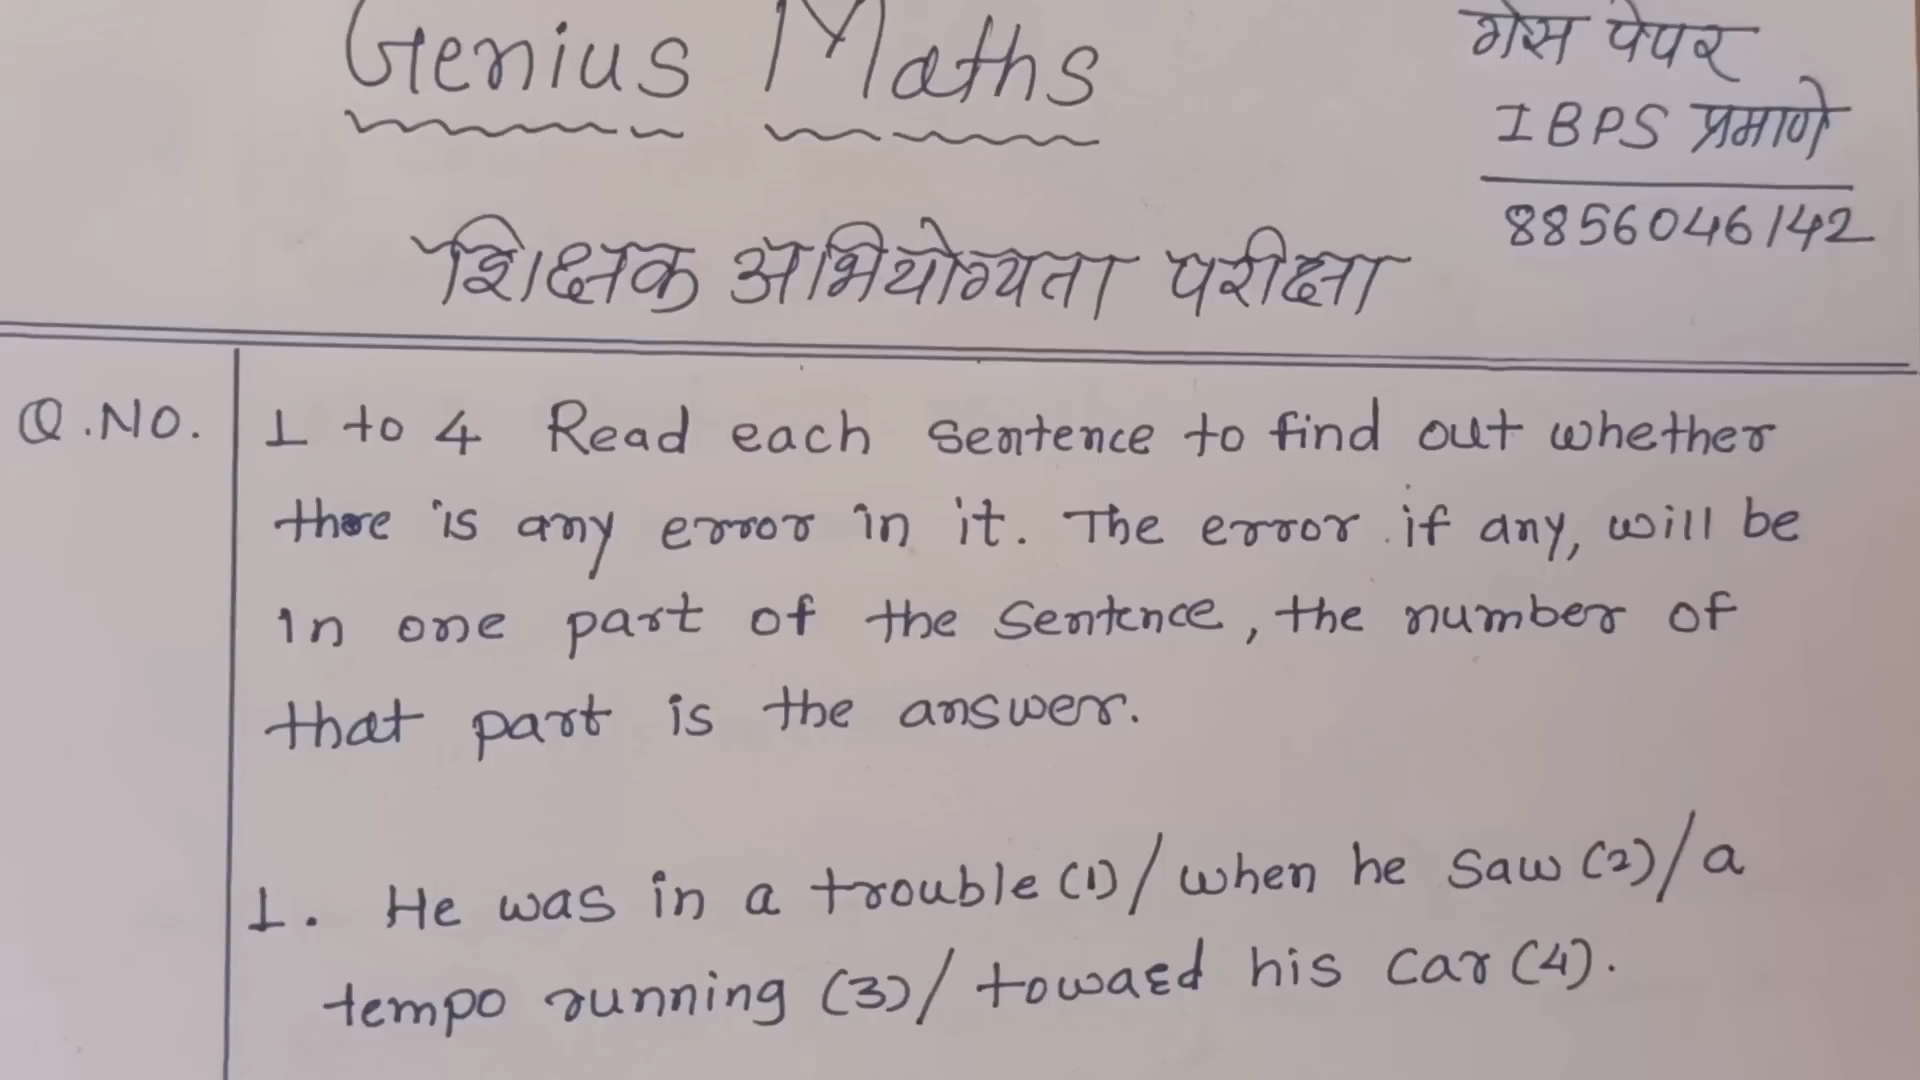 Genius Maths
गेस पेपर
IBPS प्रमाणे
8856046142
शिक्षक अभियोग्यता परीक्षा
Q.NO.
1 to 4 Read each sentence to find out whether
there is any error in it. The error if any, will be
in one part of the sentence, the number of
that part is the answer.
1. He was in a trouble (1)/ when he saw (2)/ a
tempo running (3)/ toward his car (4).